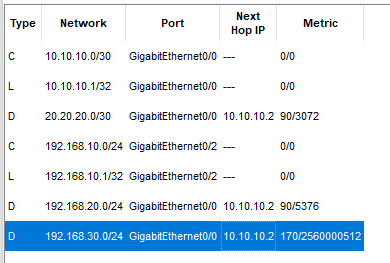 Type Network Port Next Hop IP Metric
C 10.10.10.0/30 GigabitEthernet0/0 --- 0/0
L 10.10.10.1/32 GigabitEthernet0/0 --- 0/0
D 20.20.20.0/30 GigabitEthernet0/0 10.10.10.2 90/3072
C 192.168.10.0/24 GigabitEthernet0/2 --- 0/0
L 192.168.10.1/32 GigabitEthernet0/2 --- 0/0
D 192.168.20.0/24 GigabitEthernet0/0 10.10.10.2 90/5376
D 192.168.30.0/24 GigabitEthernet0/0 10.10.10.2 170/2560000512